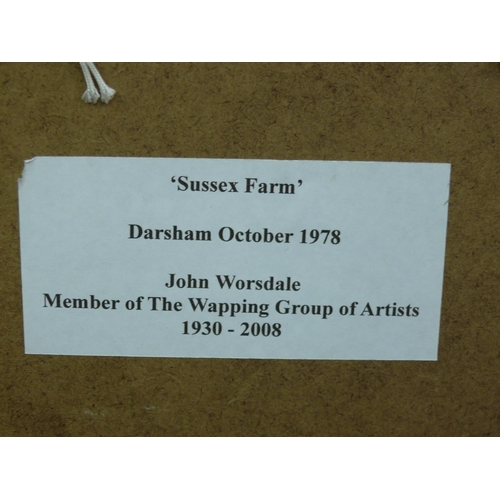 ‘Sussex Farm’
Darsham October 1978
John Worsdale
Member of The Wapping Group of Artists
1930 - 2008